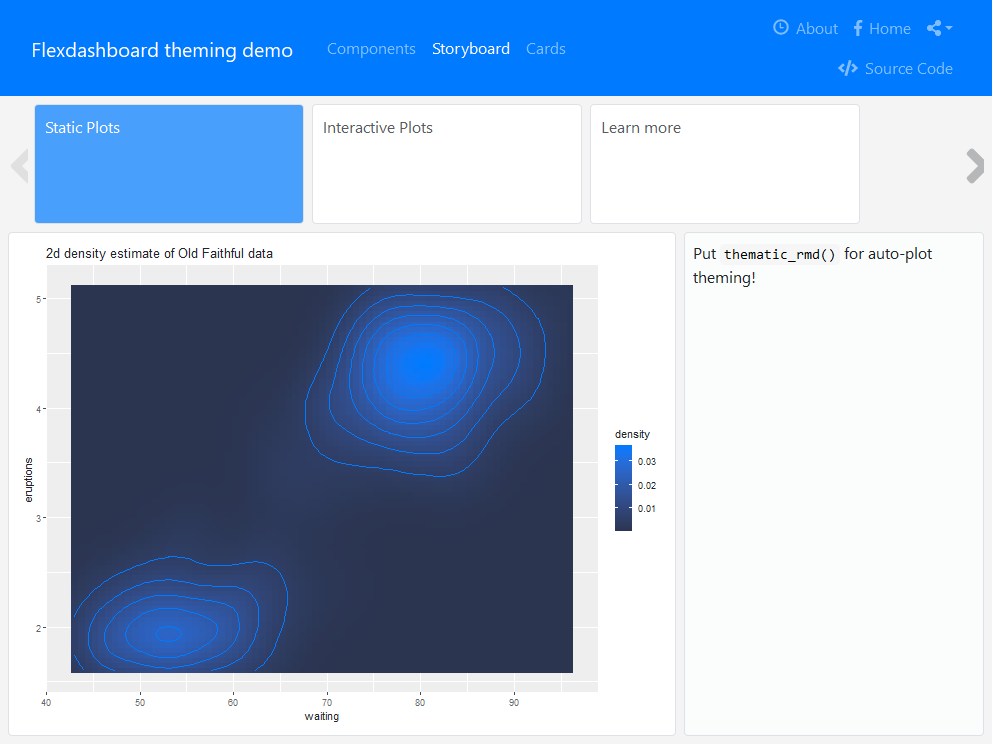 Flexdashboard theming demo
Components Storyboard Cards
About Home
Source Code
Static Plots
Interactive Plots
Learn more
2d density estimate of Old Faithful data
5
4
3
2
eruptions
40 50 60 70 80 90
waiting
density
0.03
0.02
0.01
Put thematic_rmd() for auto-plot
theming!